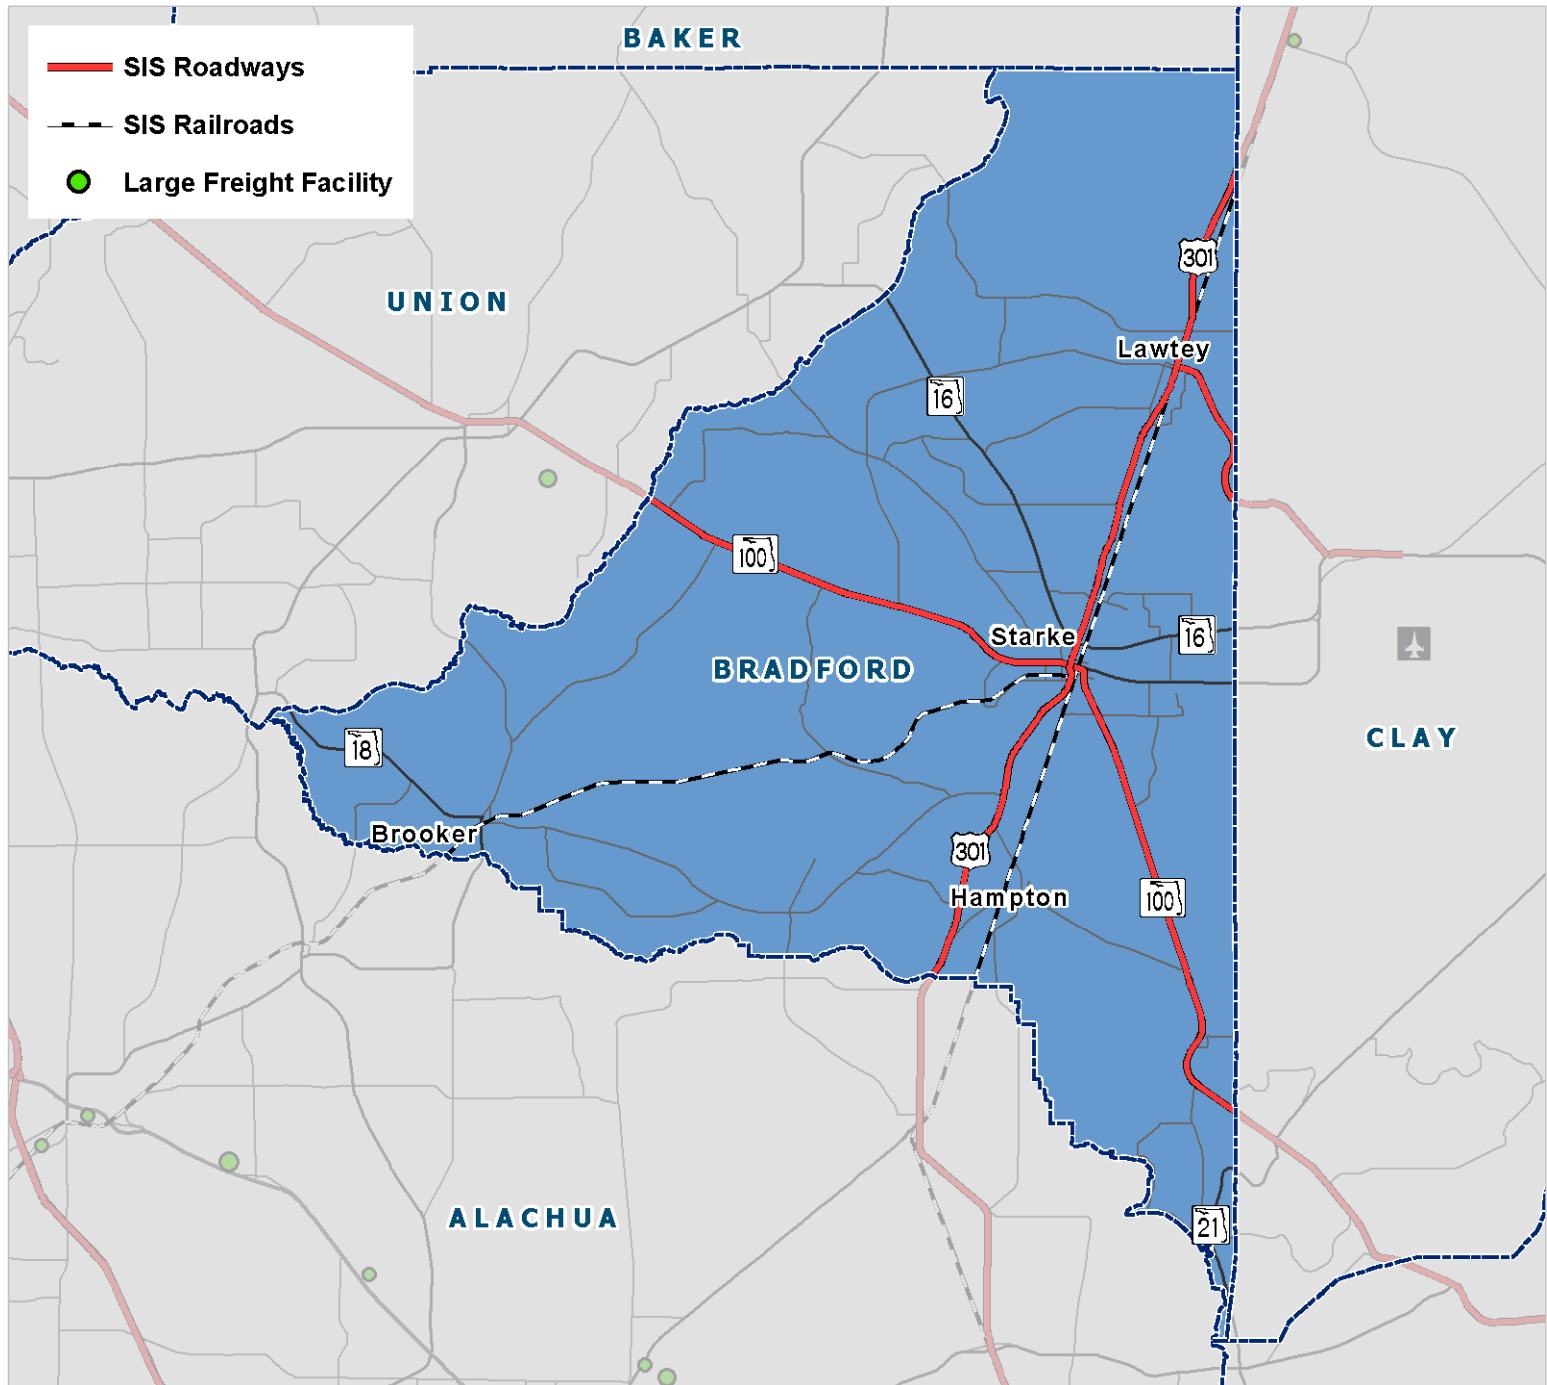 BAKER
SIS Roadways
SIS Railroads
Large Freight Facility
301
UNION
Lawtey
16
100
Starke
16
BRADFORD
18
CLAY
Brooker
301
Hampton
100
ALACHUA
21